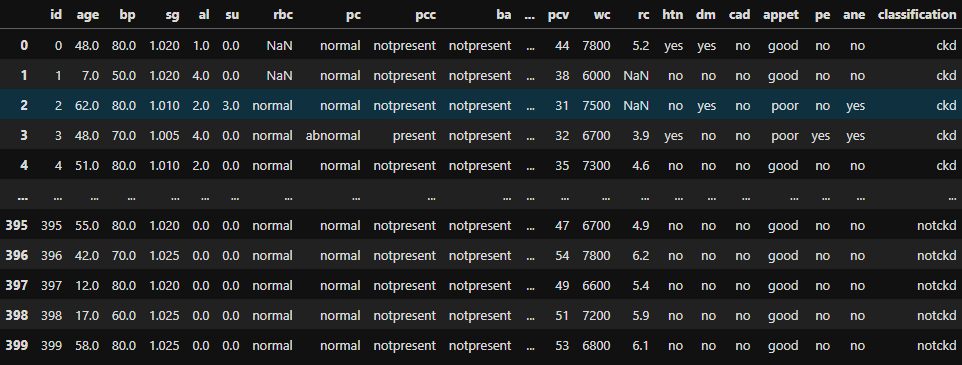 id age bp sg al su rbc pc pcc ba ... pcv wc rc htn dm cad appet pe ane classification
0 0 48.0 80.0 1.020 1.0 0.0 NaN normal notpresent notpresent ... 44 7800 5.2 yes yes no good no no ckd
1 1 7.0 50.0 1.020 4.0 0.0 NaN normal notpresent notpresent ... 38 6000 NaN no no no good no no ckd
2 2 62.0 80.0 1.010 2.0 3.0 normal normal notpresent notpresent ... 31 7500 NaN no yes no poor no yes ckd
3 3 48.0 70.0 1.005 4.0 0.0 normal abnormal present notpresent ... 32 6700 3.9 yes no no poor yes yes ckd
4 4 51.0 80.0 1.010 2.0 0.0 normal normal notpresent notpresent ... 35 7300 4.6 no no no good no no ckd
... ... ... ... ... ... ... ... ... ... ... ... ... ... ... ... ... ... ... ... ... ...
395 395 55.0 80.0 1.020 0.0 0.0 normal normal notpresent notpresent ... 47 6700 4.9 no no no good no no notckd
396 396 42.0 70.0 1.025 0.0 0.0 normal normal notpresent notpresent ... 54 7800 6.2 no no no good no no notckd
397 397 12.0 80.0 1.020 0.0 0.0 normal normal notpresent notpresent ... 49 6600 5.4 no no no good no no notckd
398 398 17.0 60.0 1.025 0.0 0.0 normal normal notpresent notpresent ... 51 7200 5.9 no no no good no no notckd
399 399 58.0 80.0 1.025 0.0 0.0 normal normal notpresent notpresent ... 53 6800 6.1 no no no good no no notckd